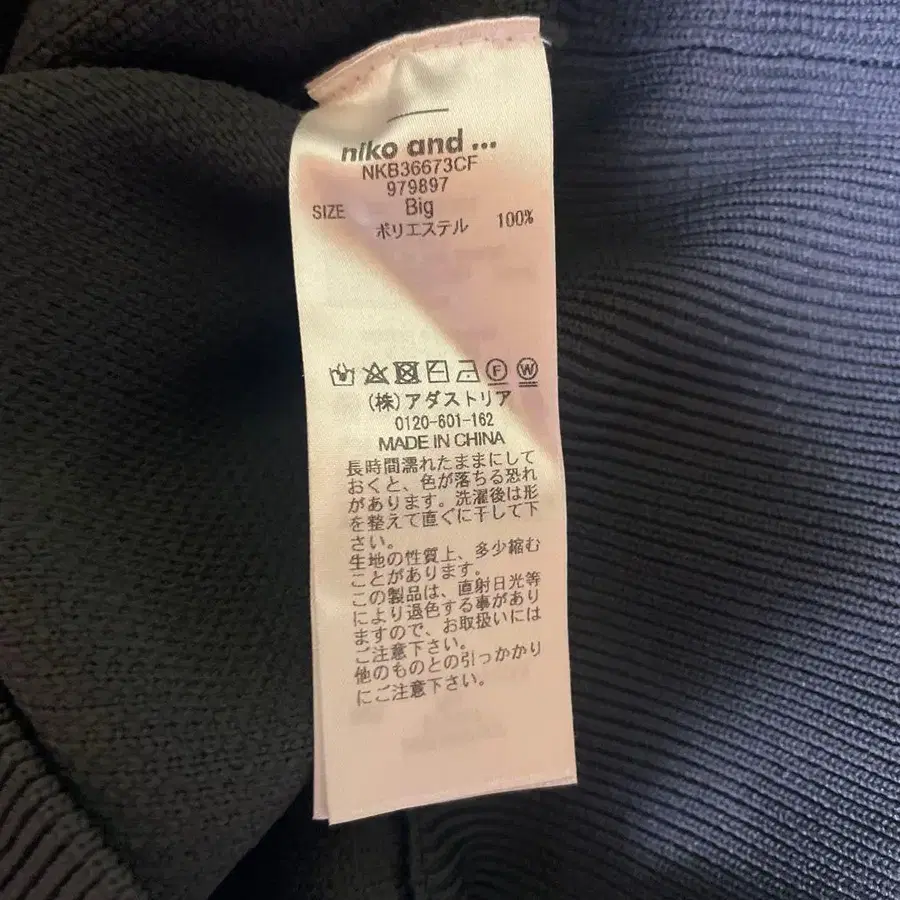 niko and ...
NKB36673CF
979897
SIZE Big
ポリエステル 100%
F W
(株)アダストリア
0120-601-162
MADE IN CHINA
長時間濡れたままにして
おくと、色が落ちる恐れ
があります。洗濯後は形
を整えて直ぐに干して下
さい。
生地の性質上、多少縮む
ことがあります。
この製品は、直射日光等
により退色する事があり
ますので、お取扱いには
ご注意下さい。
他のものとの引っかかり
にご注意下さい。